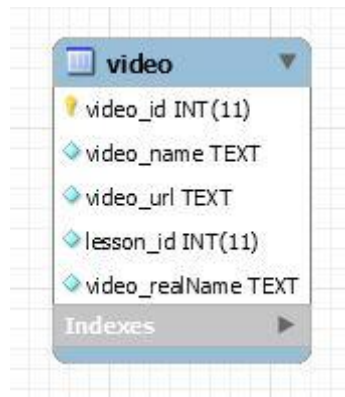 video
video_id INT(11)
video_name TEXT
video_url TEXT
lesson_id INT(11)
video_realName TEXT
Indexes